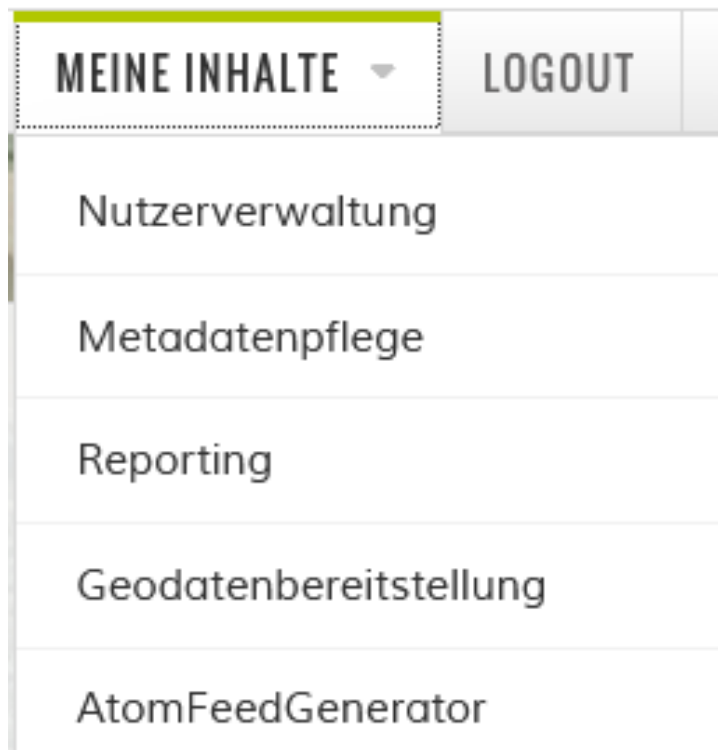 MEINE INHALTE LOGOUT
Nutzerverwaltung
Metadatenpflege
Reporting
Geodatenbereitstellung
AtomFeedGenerator